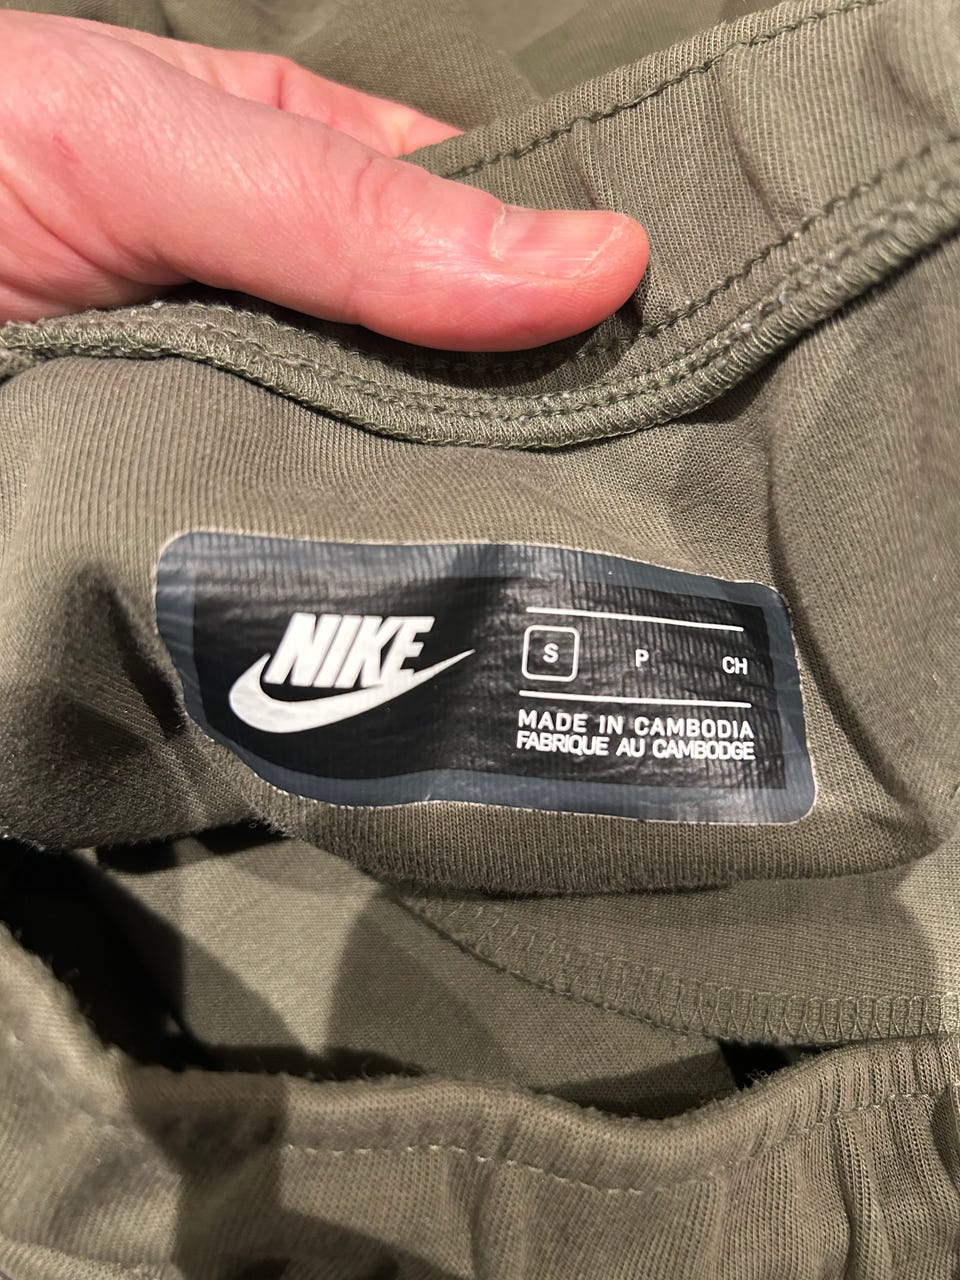 NIKE
S P CH
MADE IN CAMBODIA
FABRIQUE AU CAMBODGE